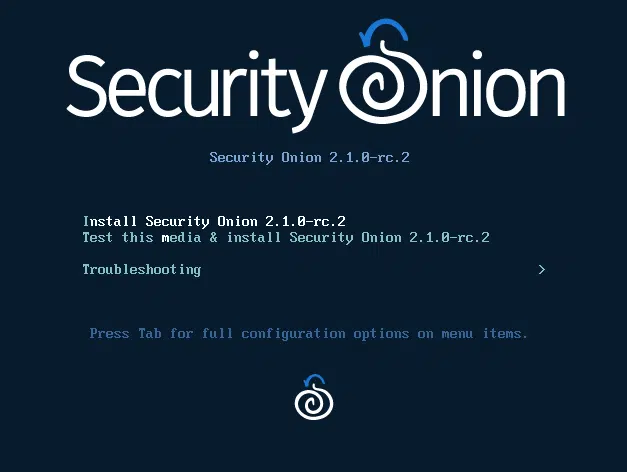 Security Onion
Security Onion 2.1.0-rc.2
Install Security Onion 2.1.0-rc.2
Test this media & install Security Onion 2.1.0-rc.2
Troubleshooting >
Press Tab for full configuration options on menu items.